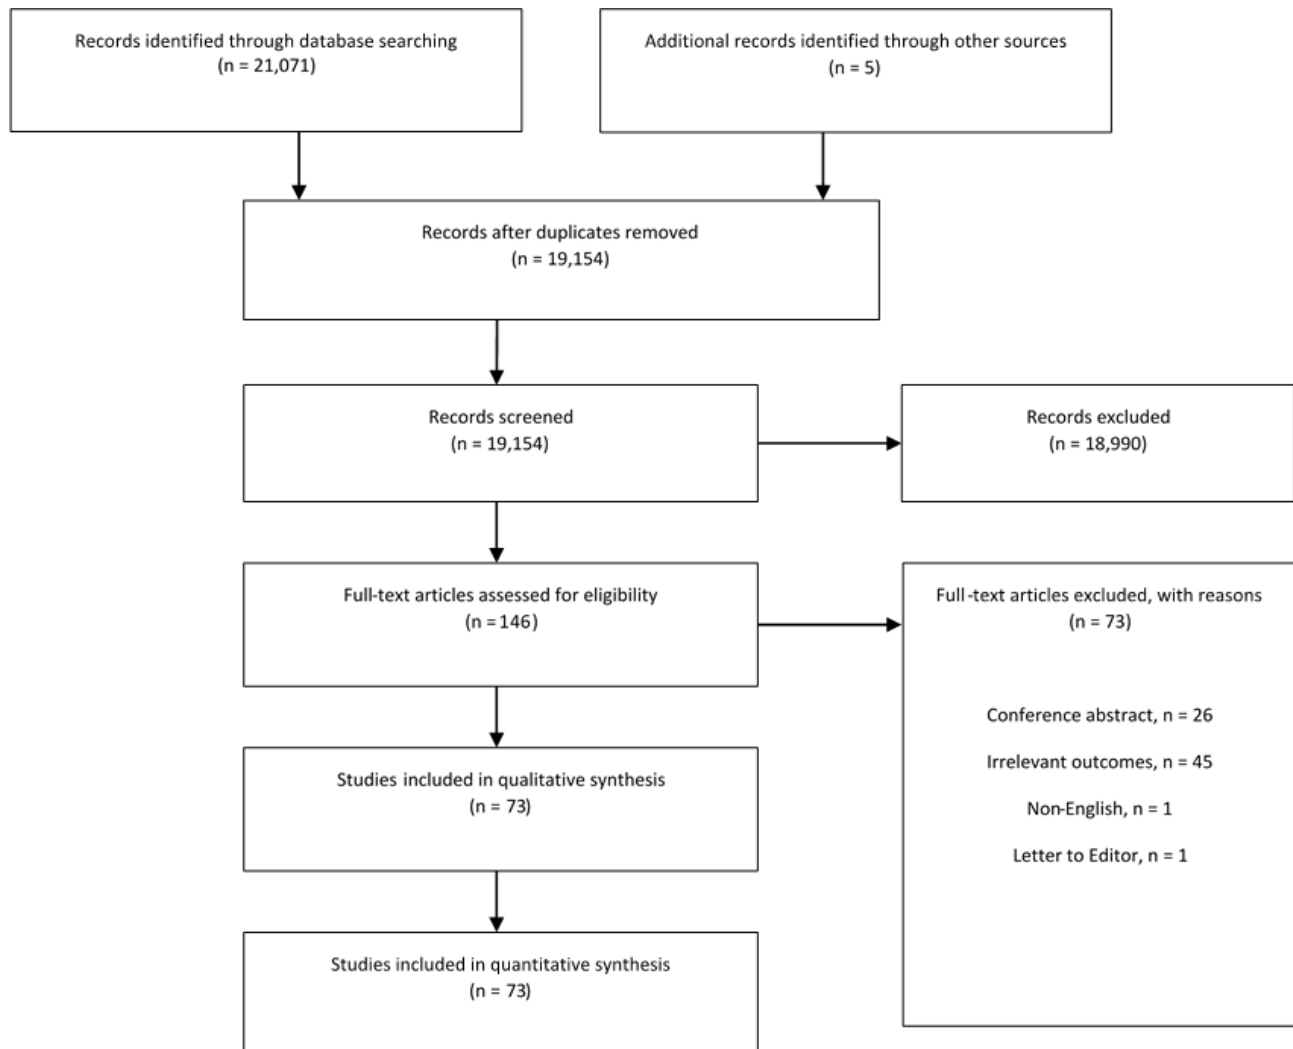 Records identified through database searching
(n = 21,071)
Additional records identified through other sources
(n = 5)
Records after duplicates removed
(n = 19,154)
Records screened
(n = 19,154)
Records excluded
(n = 18,990)
Full-text articles assessed for eligibility
(n = 146)
Full-text articles excluded, with reasons
(n = 73)
Conference abstract, n = 26
Irrelevant outcomes, n = 45
Non-English, n = 1
Letter to Editor, n = 1
Studies included in qualitative synthesis
(n = 73)
Studies included in quantitative synthesis
(n = 73)